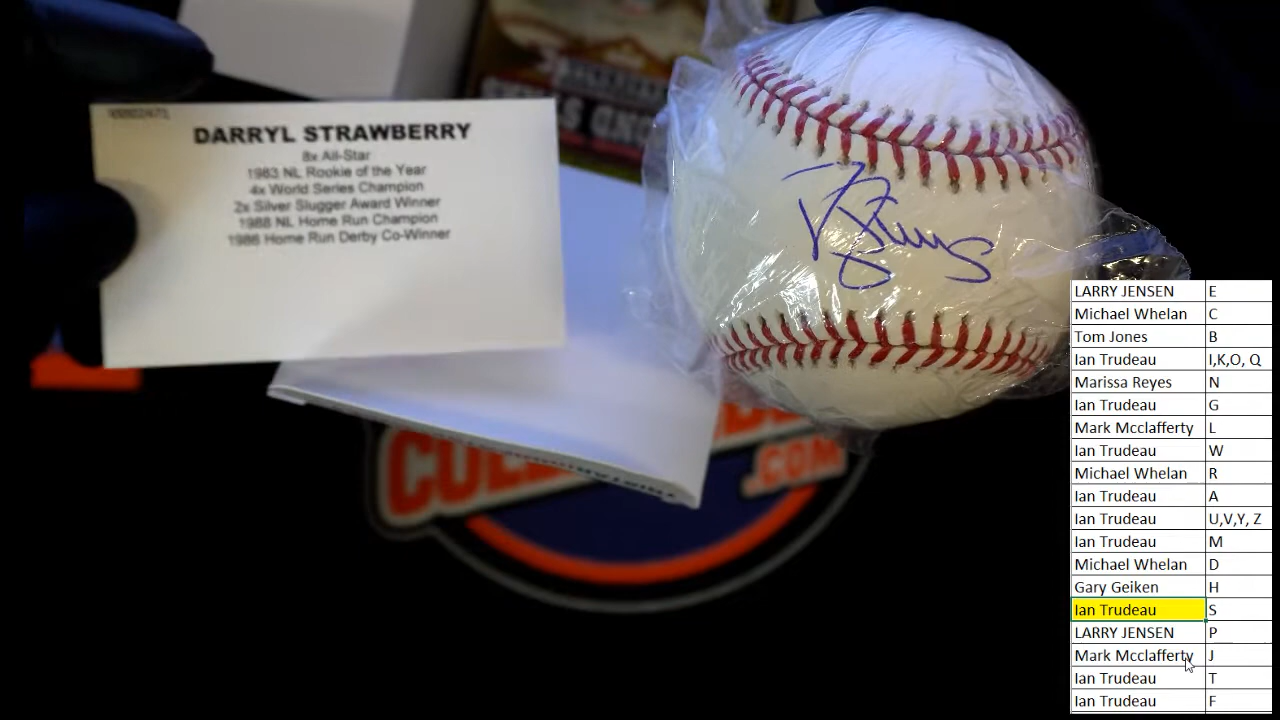 DARRYL STRAWBERRY
8x All-Star
1983 NL Rookie of the Year
4x World Series Champion
2x Silver Slugger Award Winner
1988 NL Home Run Champion
1986 Home Run Derby Co-Winner
.COM
LARRY JENSEN E
Michael Whelan C
Tom Jones B
Ian Trudeau I,K,O, Q
Marissa Reyes N
Ian Trudeau G
Mark Mcclafferty L
Ian Trudeau W
Michael Whelan R
Ian Trudeau A
Ian Trudeau U,V,Y, Z
Ian Trudeau M
Michael Whelan D
Gary Geiken H
Ian Trudeau S
LARRY JENSEN P
Mark Mcclafferty J
Ian Trudeau T
Ian Trudeau F